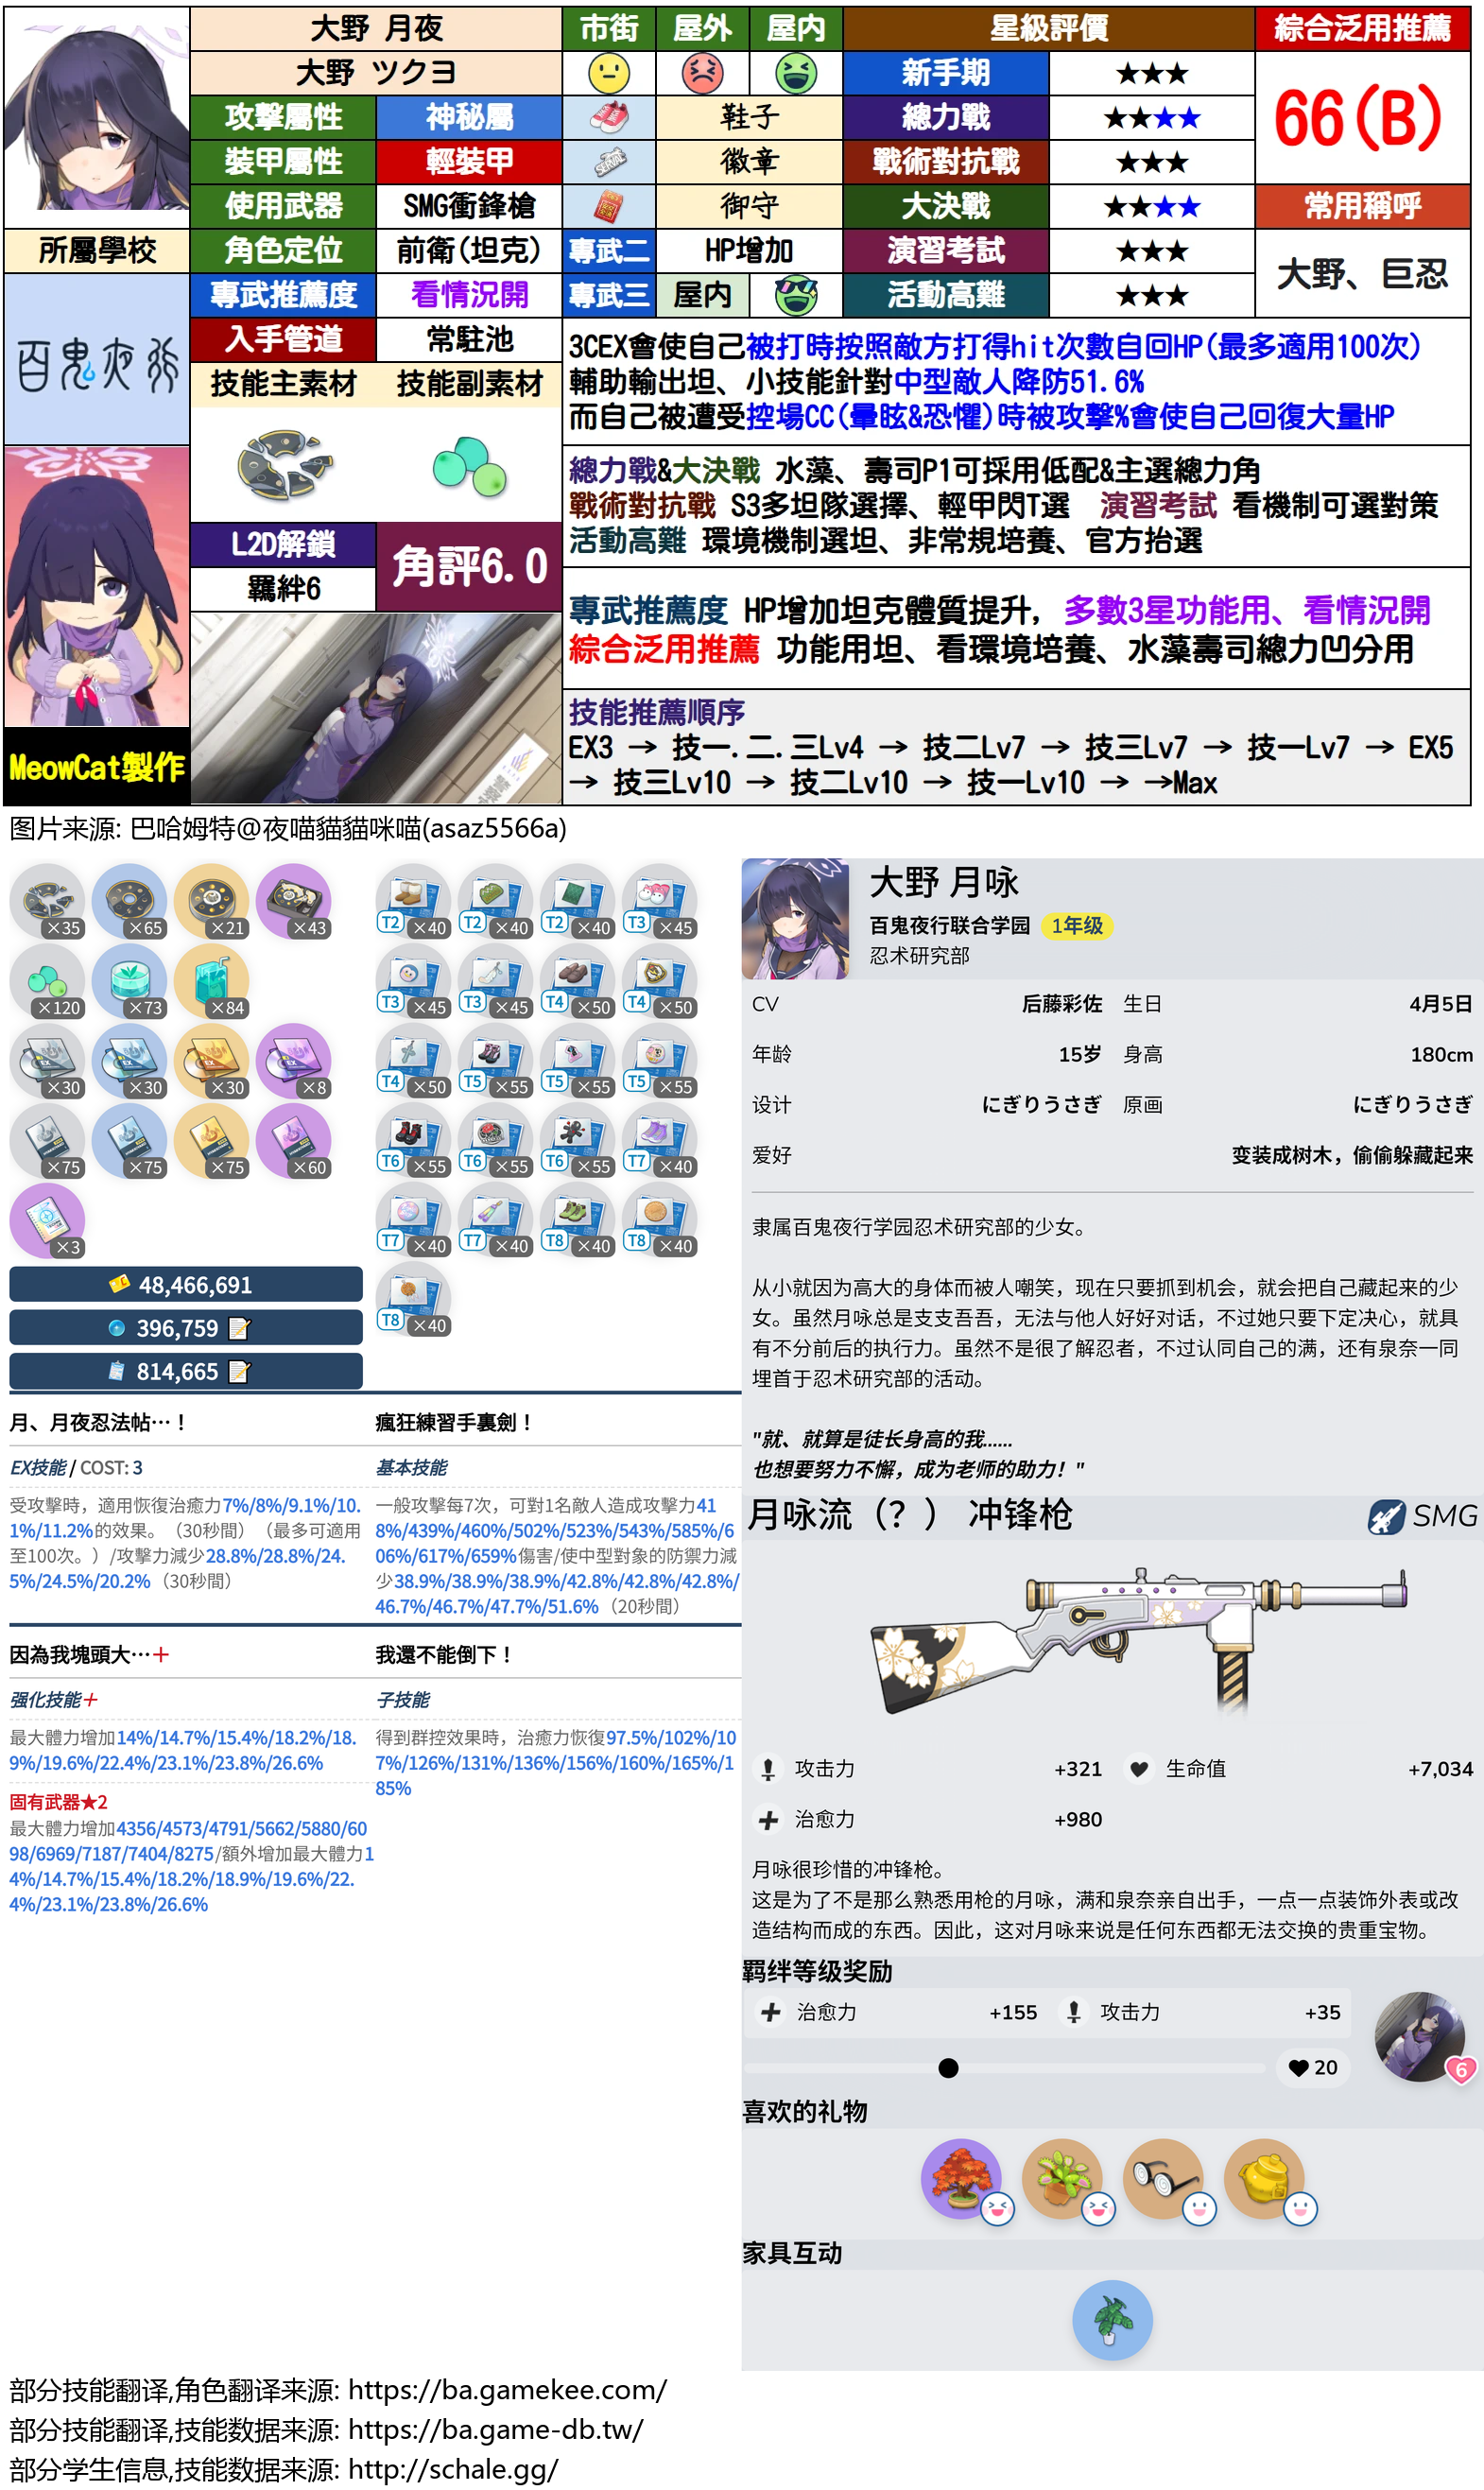 大野 月夜
大野 ツクヨ
市街 屋外 屋内
星級評價
綜合泛用推薦
新手期 ★★★
66(B)
攻擊屬性 神秘屬
鞋子
總力戰 ★★★★
裝甲屬性 輕裝甲
徽章
戰術對抗戰 ★★★
使用武器 SMG衝鋒槍
御守
大決戰 ★★★★
常用稱呼
所屬學校
角色定位 前衛(坦克)
專武二 HP增加
演習考試 ★★★
大野、巨忍
百鬼夜行
專武推薦度 看情況開
專武三 屋内
活動高難 ★★★
入手管道 常駐池
技能主素材 技能副素材
3CEX會使自己被打時按照敵方打得hit次數自回HP(最多適用100次)
輔助輸出坦、小技能針對中型敵人降防51.6%
而自己被遭受控場CC(暈眩&恐懼)時被攻擊%會使自己回復大量HP
總力戰&大決戰 水藻、壽司P1可採用低配&主選總力角
戰術對抗戰 S3多坦隊選擇、輕甲閃T選 演習考試 看機制可選對策
活動高難 環境機制選坦、非常規培養、官方抬選
L2D解鎖
羈絆6
角評6.0
專武推薦度 HP增加坦克體質提升, 多數3星功能用、看情況開
綜合泛用推薦 功能用坦、看環境培養、水藻壽司總力凹分用
技能推薦順序
EX3 → 技一.二.三Lv4 → 技二Lv7 → 技三Lv7 → 技一Lv7 → EX5
→ 技三Lv10 → 技二Lv10 → 技一Lv10 → →Max
MeowCat製作
图片来源: 巴哈姆特@夜喵貓貓咪喵(asaz5566a)
×35 ×65 ×21 ×43
×120 ×73 ×84
×30 ×30 ×30 ×8
×75 ×75 ×75 ×60
×3
48,466,691
396,759
814,665
T2 ×40 T2 ×40 T2 ×40 T3 ×45
T3 ×45 T3 ×45 T4 ×50 T4 ×50
T4 ×50 T5 ×55 T5 ×55 T5 ×55
T6 ×55 T6 ×55 T6 ×55 T7 ×40
T7 ×40 T7 ×40 T8 ×40 T8 ×40
T8 ×40
月、月夜忍法帖…！
EX技能 / COST: 3
受攻擊時，適用恢復治癒力7%/8%/9.1%/10.
1%/11.2%的效果。（30秒間）（最多可適用
至100次。）/攻擊力減少28.8%/28.8%/24.
5%/24.5%/20.2%（30秒間）
瘋狂練習手裏劍！
基本技能
一般攻擊每7次，可對1名敵人造成攻擊力41
8%/439%/460%/502%/523%/543%/585%/6
06%/617%/659%傷害/使中型對象的防禦力減
少38.9%/38.9%/38.9%/42.8%/42.8%/42.8%/
46.7%/46.7%/47.7%/51.6%（20秒間）
因為我塊頭大…＋
强化技能＋
最大體力增加14%/14.7%/15.4%/18.2%/18.
9%/19.6%/22.4%/23.1%/23.8%/26.6%
固有武器★2
最大體力增加4356/4573/4791/5662/5880/60
98/6969/7187/7404/8275/額外增加最大體力1
4%/14.7%/15.4%/18.2%/18.9%/19.6%/22.
4%/23.1%/23.8%/26.6%
我還不能倒下！
子技能
得到群控效果時，治癒力恢復97.5%/102%/10
7%/126%/131%/136%/156%/160%/165%/1
85%
大野 月咏
百鬼夜行联合学园 1年级
忍术研究部
CV 后藤彩佐 生日 4月5日
年龄 15岁 身高 180cm
设计 にぎりうさぎ 原画 にぎりうさぎ
爱好 变装成树木，偷偷躲藏起来
隶属百鬼夜行学园忍术研究部的少女。
从小就因为高大的身体而被人嘲笑，现在只要抓到机会，就会把自己藏起来的少
女。虽然月咏总是支支吾吾，无法与他人好好对话，不过她只要下定决心，就具
有不分前后的执行力。虽然不是很了解忍者，不过认同自己的满，还有泉奈一同
埋首于忍术研究部的活动。
"就、就算是徒长身高的我......
也想要努力不懈，成为老师的助力！"
月咏流（？） 冲锋枪
SMG
攻击力 +321 生命值 +7,034
治愈力 +980
月咏很珍惜的冲锋枪。
这是为了不是那么熟悉用枪的月咏，满和泉奈亲自出手，一点一点装饰外表或改
造结构而成的东西。因此，这对月咏来说是任何东西都无法交换的贵重宝物。
羁绊等级奖励
治愈力 +155 攻击力 +35
20
6
喜欢的礼物
家具互动
部分技能翻译,角色翻译来源: https://ba.gamekee.com/
部分技能翻译,技能数据来源: https://ba.game-db.tw/
部分学生信息,技能数据来源: http://schale.gg/